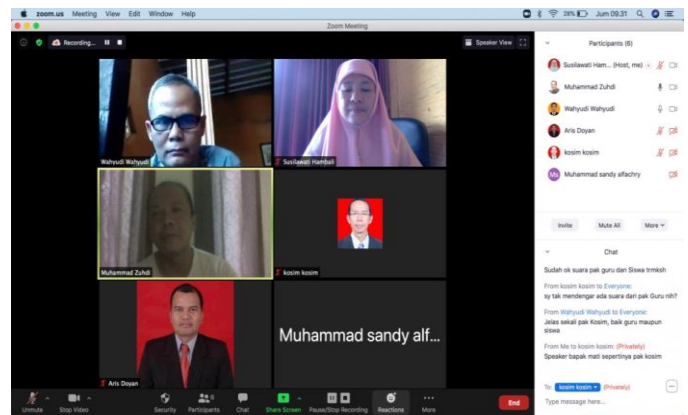 zoom.us Meeting View Edit Window Help
28% Jum 09.31
Zoom Meeting
Recording...
Speaker View
Wahyudi Wahyudi
Susilawati Hambali
Muhammad Zuhdi
kosim kosim
Aris Doyan
Muhammad sandy alf...
Unmute
Stop Video
Security
Participants
6
Chat
Share Screen
Pause/Stop Recording
Reactions
More
End
Participants (6)
Susilawati Ham... (Host, me)
Muhammad Zuhdi
Wahyudi Wahyudi
Aris Doyan
kosim kosim
Ms Muhammad sandy alfachry
Invite
Mute All
More
Chat
Sudah ok suara pak guru dan Siswa trmksh
From kosim kosim to Everyone:
sy tak mendengar ada suara dari pak Guru nih?
From Wahyudi Wahyudi to Everyone:
Jelas sekali pak Kosim, baik guru maupun
siswa
From Me to kosim kosim: (Privately)
Speaker bapak mati sepertinya pak kosim
To: kosim kosim (Privately)
Type message here...